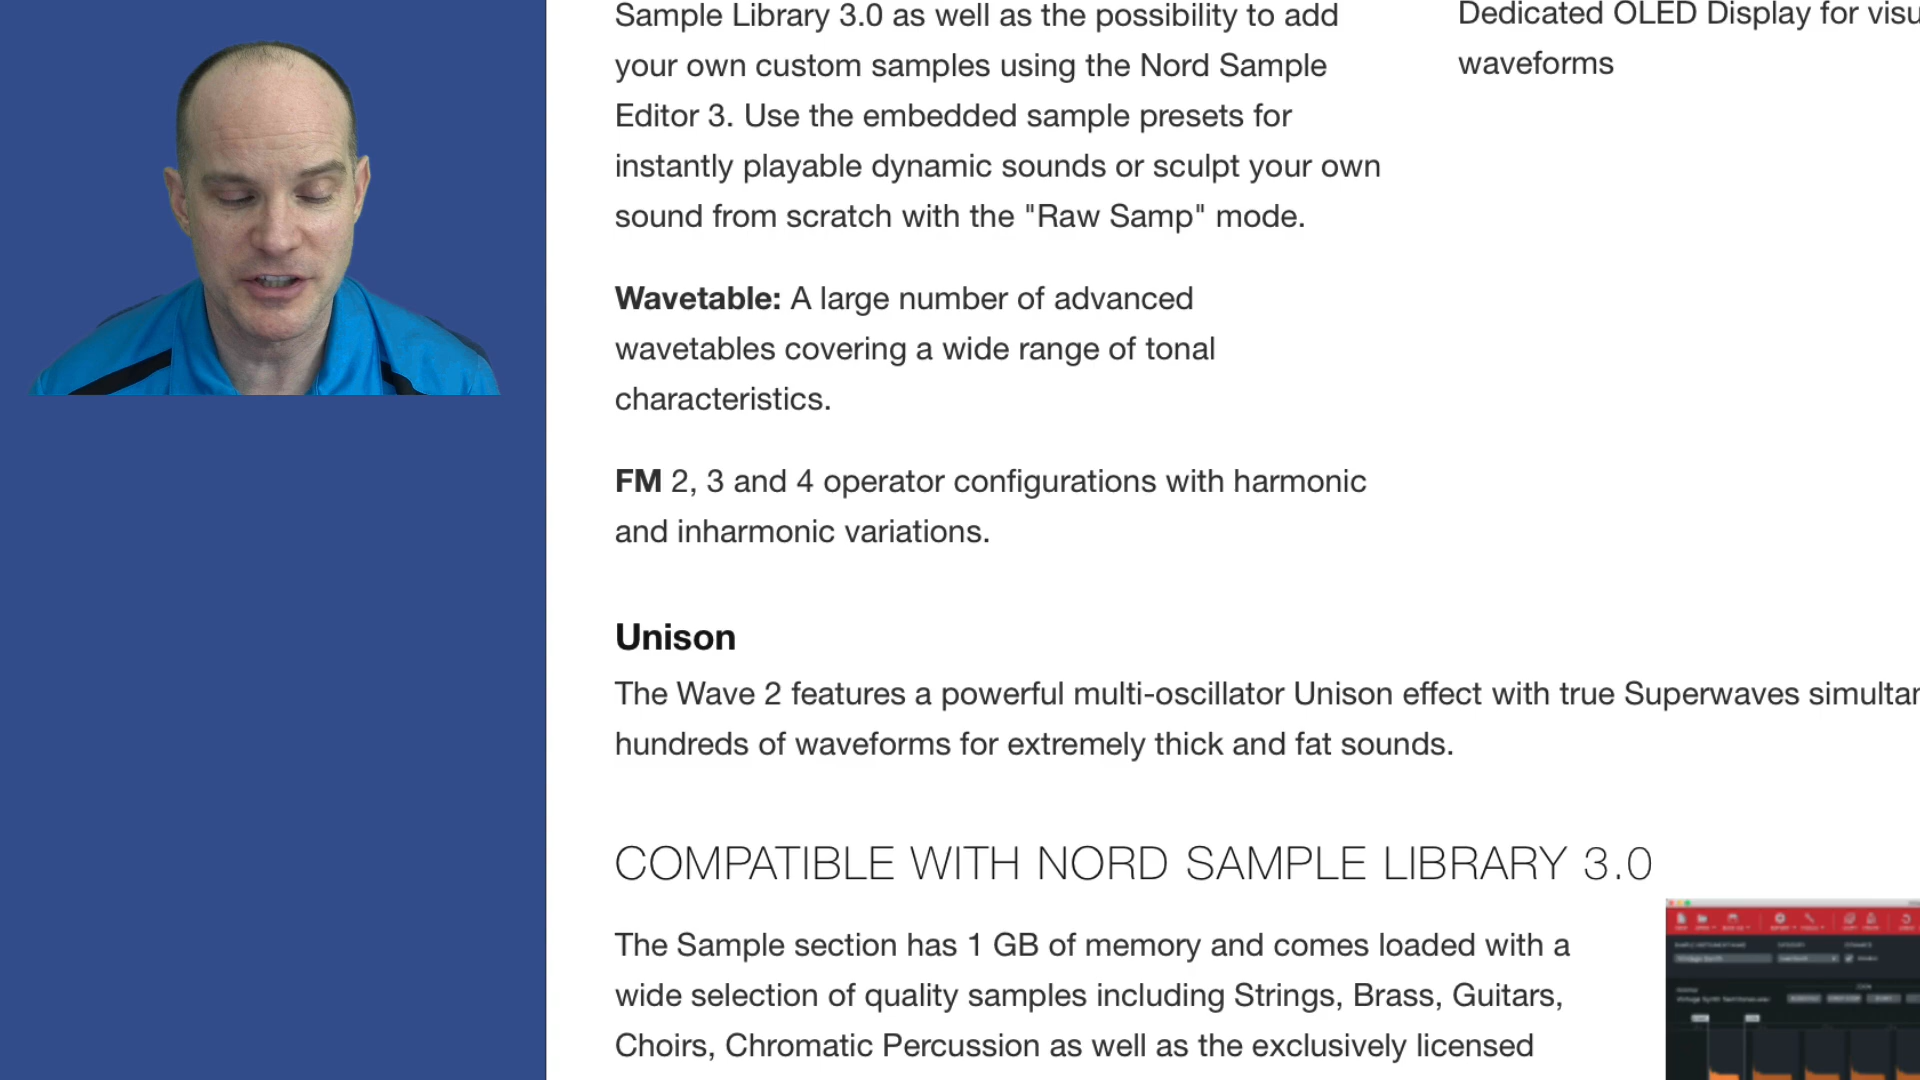 Sample Library 3.0 as well as the possibility to add
your own custom samples using the Nord Sample
Editor 3. Use the embedded sample presets for
instantly playable dynamic sounds or sculpt your own
sound from scratch with the "Raw Samp" mode.
Wavetable: A large number of advanced
wavetables covering a wide range of tonal
characteristics.
FM 2, 3 and 4 operator configurations with harmonic
and inharmonic variations.
Dedicated OLED Display for visu
waveforms
Unison
The Wave 2 features a powerful multi-oscillator Unison effect with true Superwaves simultan
hundreds of waveforms for extremely thick and fat sounds.
COMPATIBLE WITH NORD SAMPLE LIBRARY 3.0
The Sample section has 1 GB of memory and comes loaded with a
wide selection of quality samples including Strings, Brass, Guitars,
Choirs, Chromatic Percussion as well as the exclusively licensed